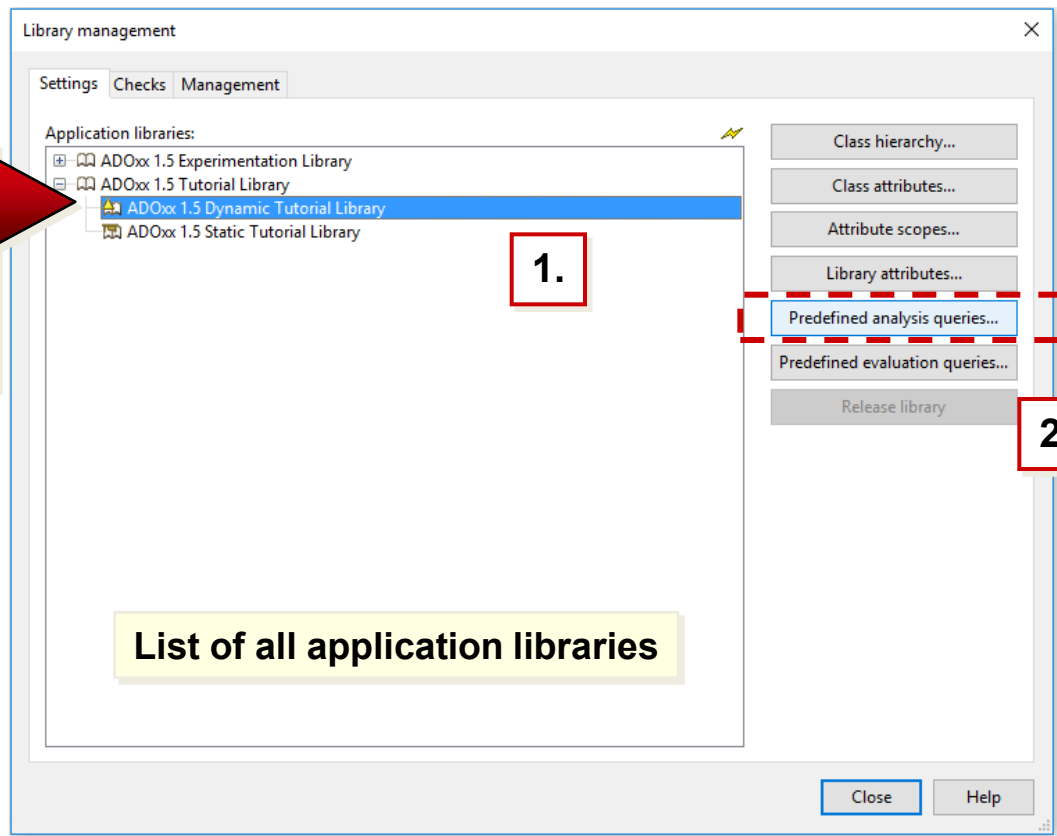 Library management
Settings Checks Management
Application libraries:
ADOxx 1.5 Experimentation Library
ADOxx 1.5 Tutorial Library
ADOxx 1.5 Dynamic Tutorial Library
ADOxx 1.5 Static Tutorial Library
1.
Class hierarchy...
Class attributes...
Attribute scopes...
Library attributes...
Predefined analysis queries...
Predefined evaluation queries...
Release library
2
List of all application libraries
Close Help